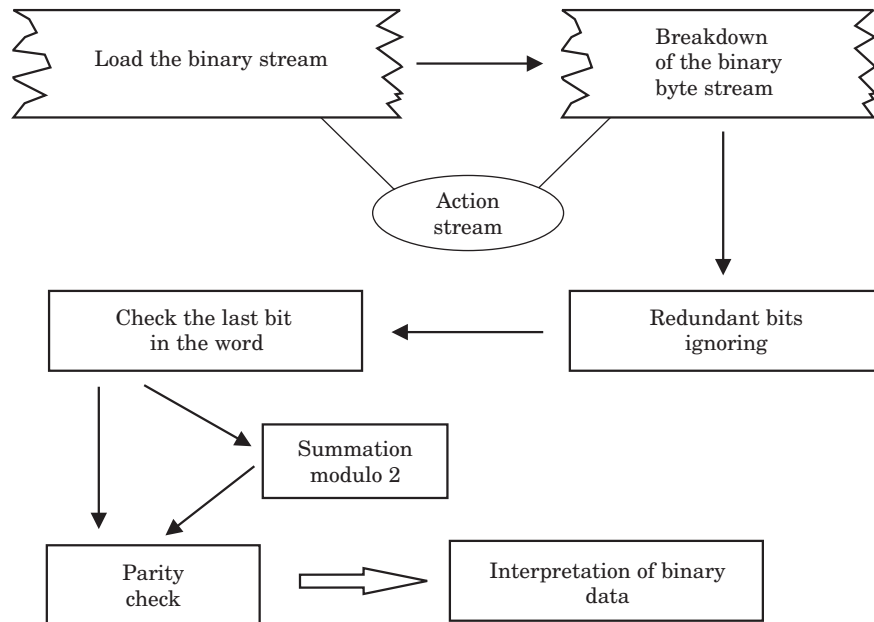 Load the binary stream
Breakdown
of the binary
byte stream
Action
stream
Redundant bits
ignoring
Check the last bit
in the word
Summation
modulo 2
Parity
check
Interpretation of binary
data